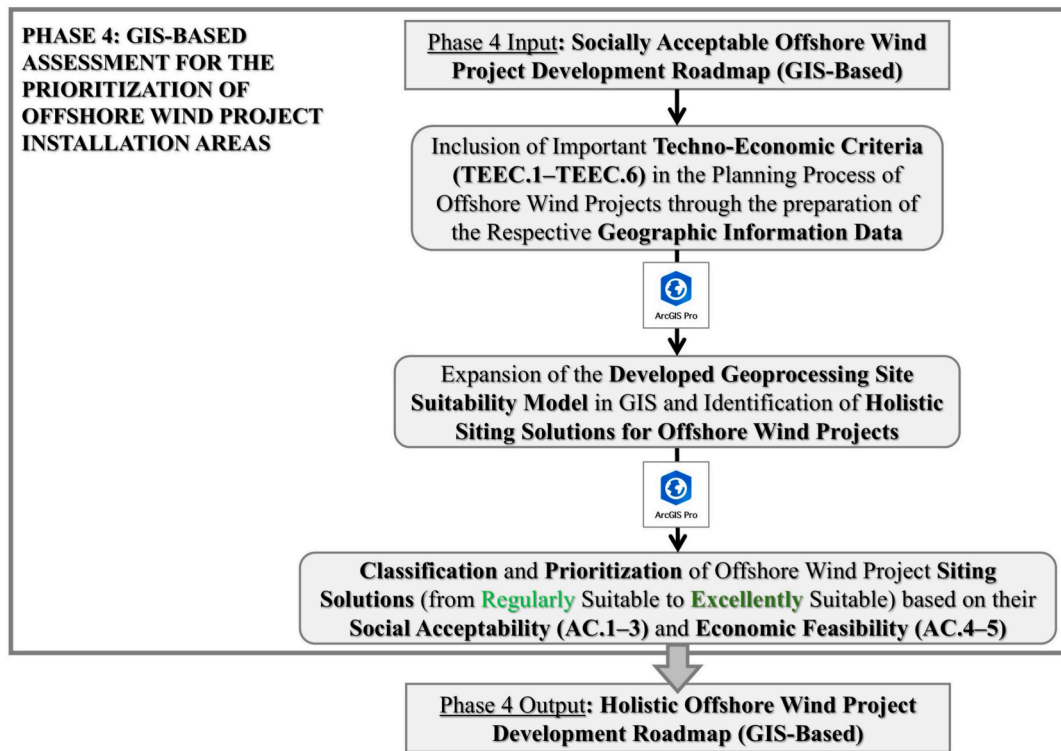 PHASE 4: GIS-BASED
ASSESSMENT FOR THE
PRIORITIZATION OF
OFFSHORE WIND PROJECT
INSTALLATION AREAS
Phase 4 Input: Socially Acceptable Offshore Wind
Project Development Roadmap (GIS-Based)
Inclusion of Important Techno-Economic Criteria
(TEEC.1–TEEC.6) in the Planning Process of
Offshore Wind Projects through the preparation of
the Respective Geographic Information Data
ArcGIS Pro
Expansion of the Developed Geoprocessing Site
Suitability Model in GIS and Identification of Holistic
Siting Solutions for Offshore Wind Projects
ArcGIS Pro
Classification and Prioritization of Offshore Wind Project Siting
Solutions (from Regularly Suitable to Excellently Suitable) based on their
Social Acceptability (AC.1–3) and Economic Feasibility (AC.4–5)
Phase 4 Output: Holistic Offshore Wind Project
Development Roadmap (GIS-Based)